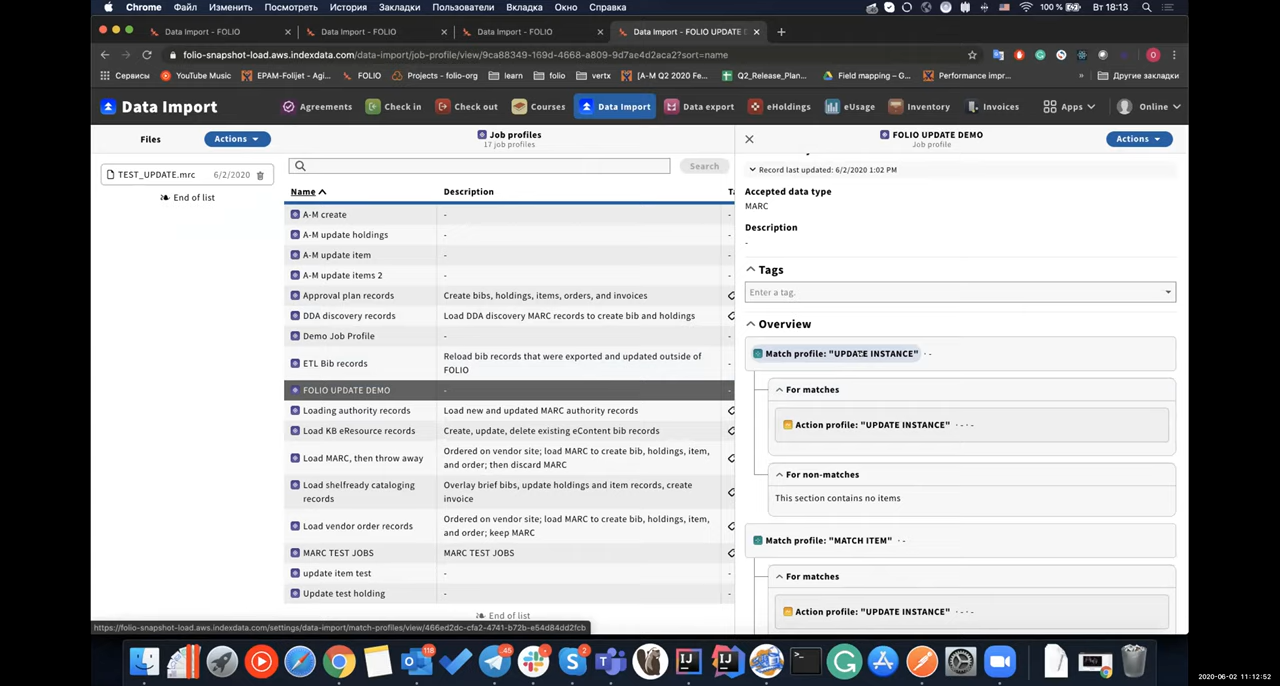 Chrome Файл Изменить Посмотреть История Закладки Пользователи Вкладка Окно Справка 100 % Вт 18:13
Data Import - FOLIO Data Import - FOLIO Data Import - FOLIO Data Import - FOLIO UPDATE D
folio-snapshot-load.aws.indexdata.com/data-import/job-profile/view/9ca88349-169d-4668-a809-9d7ae4d2aca2?sort=name
Сервисы YouTube Music EPAM-Folijet - Agi... FOLIO Projects - folio-org learn folio vertx [A-M Q2 2020 Fe... Q2_Release_Plan... Field mapping – G... Performance impr... » Другие закладки
Data Import Agreements Check in Check out Courses Data Import Data export eHoldings eUsage Inventory Invoices Apps Online
Files Actions
TEST_UPDATE.mrc 6/2/2020
End of list
Job profiles
17 job profiles
Search
Name Description Ta
A-M create -
A-M update holdings -
A-M update item -
A-M update items 2 -
Approval plan records Create bibs, holdings, items, orders, and invoices
DDA discovery records Load DDA discovery MARC records to create bib and holdings
Demo Job Profile -
ETL Bib records Reload bib records that were exported and updated outside of
FOLIO
FOLIO UPDATE DEMO -
Loading authority records Load new and updated MARC authority records
Load KB eResource records Create, update, delete existing eContent bib records
Load MARC, then throw away Ordered on vendor site; load MARC to create bib, holdings, item,
and order; then discard MARC
Load shelfready cataloging
records
Overlay brief bibs, update holdings and item records, create
invoice
Load vendor order records Ordered on vendor site; load MARC to create bib, holdings, item,
and order; keep MARC
MARC TEST JOBS MARC TEST JOBS
update item test -
Update test holding -
End of list
FOLIO UPDATE DEMO
Job profile
Actions
Record last updated: 6/2/2020 1:02 PM
Accepted data type
MARC
Description
-
Tags
Enter a tag.
Overview
Match profile: "UPDATE INSTANCE" · -
For matches
Action profile: "UPDATE INSTANCE" · - · -
For non-matches
This section contains no items
Match profile: "MATCH ITEM" · -
For matches
Action profile: "UPDATE INSTANCE" · - · -
https://folio-snapshot-load.aws.indexdata.com/settings/data-import/match-profiles/view/466ed2dc-cfa2-4741-b72b-e54d84dd2fcb
118
45
2
2020-06-02 11:12:52